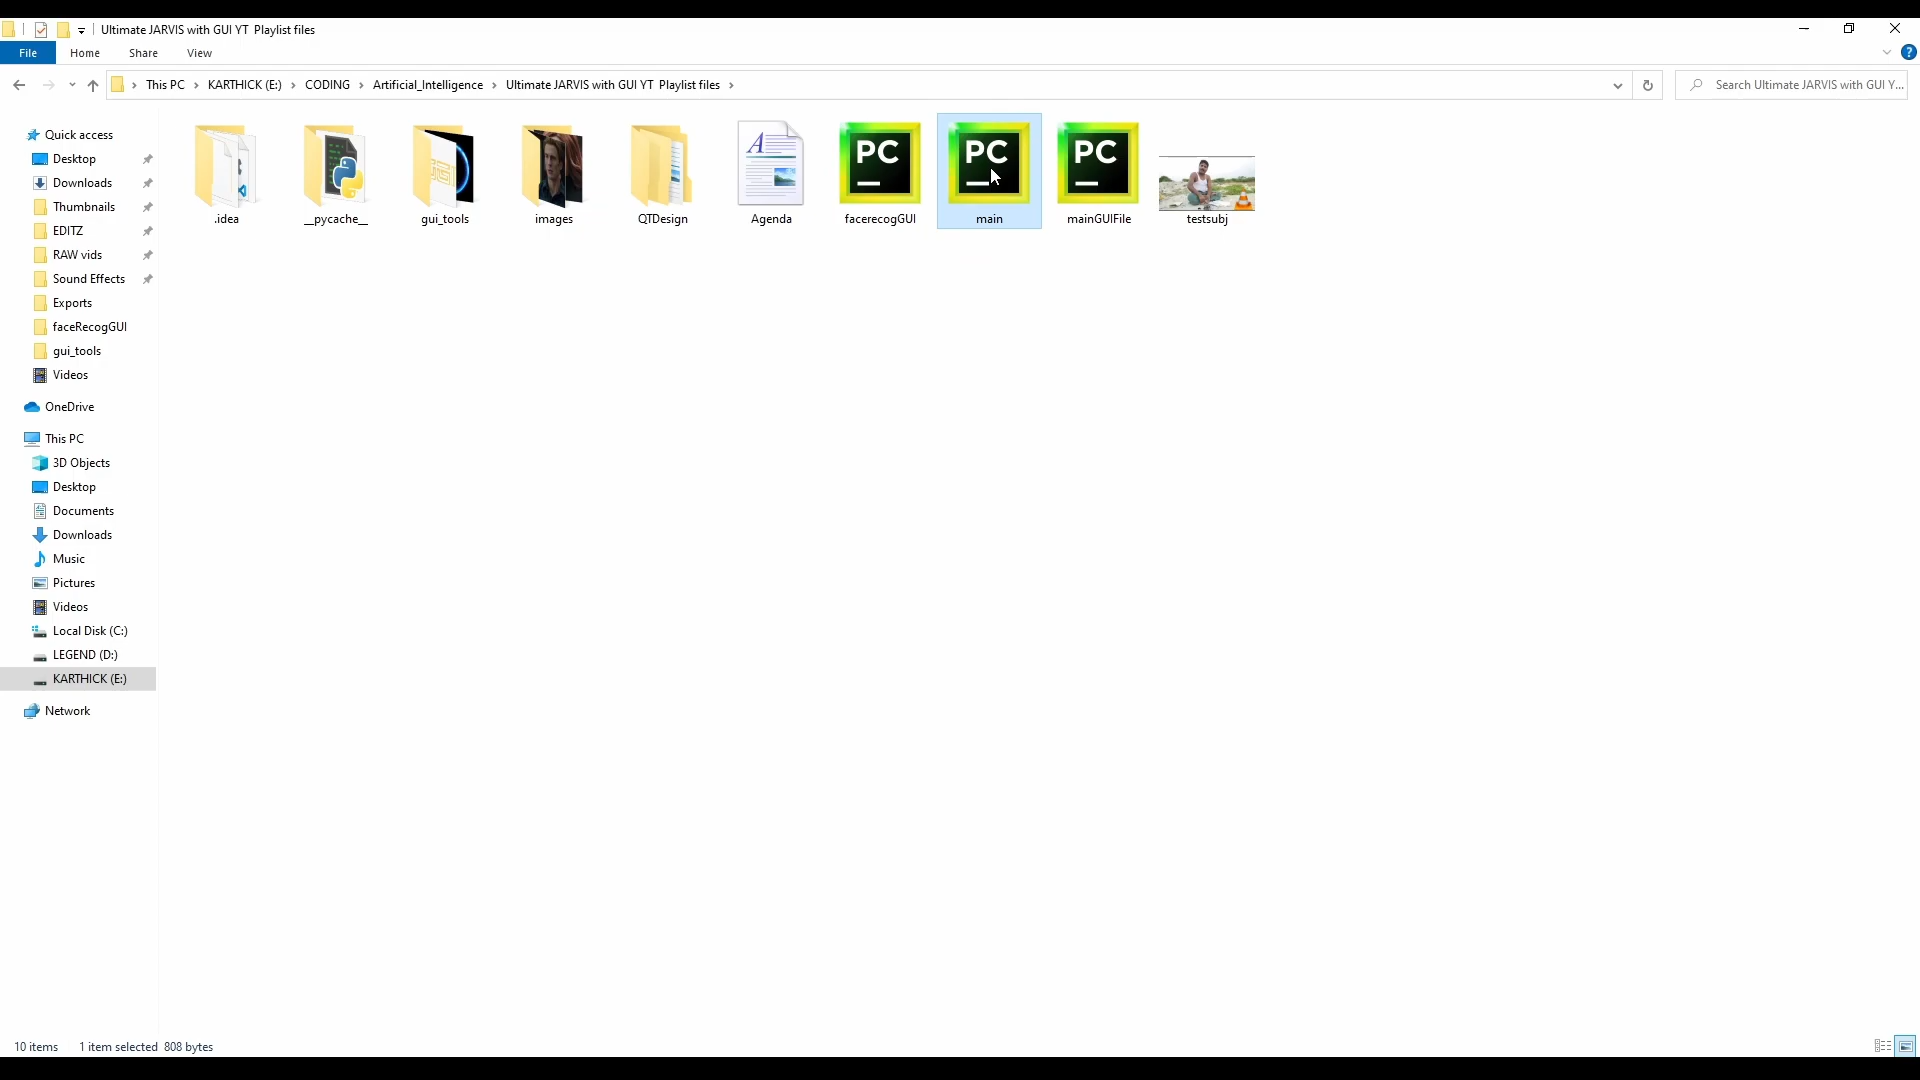 Ultimate JARVIS with GUI YT Playlist files
File Home Share View
This PC > KARTHICK (E:) > CODING > Artificial_Intelligence > Ultimate JARVIS with GUI YT Playlist files >
Search Ultimate JARVIS with GUI Y...
Quick access
Desktop
Downloads
Thumbnails
EDITZ
RAW vids
Sound Effects
Exports
faceRecogGUI
gui_tools
Videos
OneDrive
This PC
3D Objects
Desktop
Documents
Downloads
Music
Pictures
Videos
Local Disk (C:)
LEGEND (D:)
KARTHICK (E:)
Network
A PC PC PC
.idea __pycache__ gui_tools images QTDesign Agenda facerecogGUI main mainGUIFile testsubj
10 items 1 item selected 808 bytes